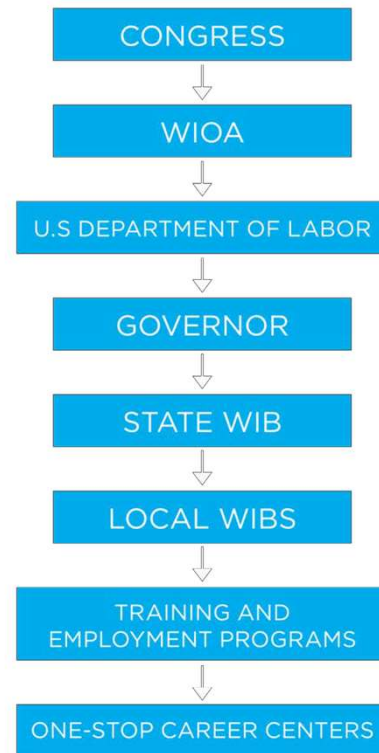 CONGRESS
WIOA
U.S DEPARTMENT OF LABOR
GOVERNOR
STATE WIB
LOCAL WIBS
TRAINING AND
EMPLOYMENT PROGRAMS
ONE-STOP CAREER CENTERS